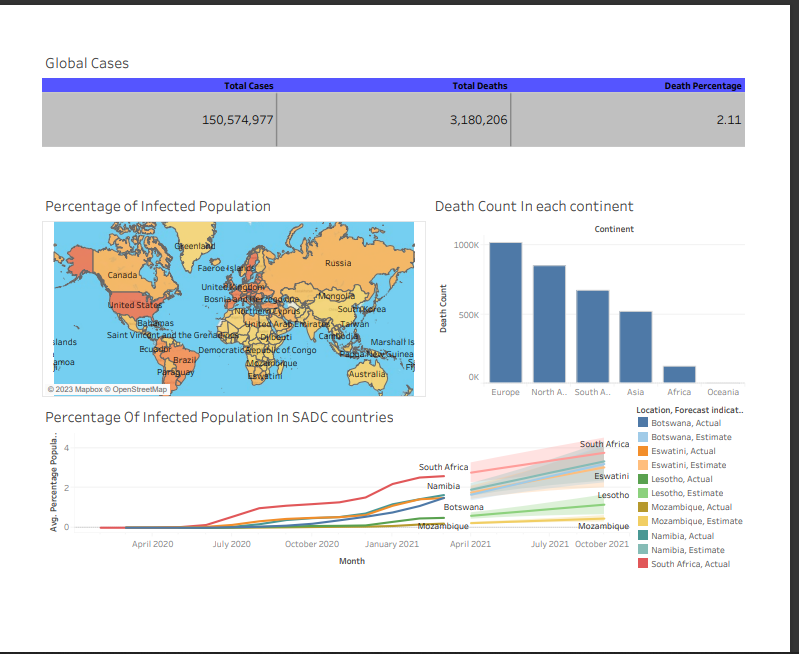 Global Cases
Total Cases Total Deaths Death Percentage
150,574,977 3,180,206 2.11
Percentage of Infected Population
Greenland
Faeroe Islands
Russia
Canada
United Kingdom
Bosnia and Herzegovina
Mongolia
United States
Northern Cyprus
South Korea
Bahamas
United Arab Emirates
Taiwan
Saint Vincent and the Grenadines
Djibouti
Cambodia
slands
Ecuador
Democratic Republic of Congo
Marshall Is
Papua New Guinea
amoa
Brazil
Mozambique
Paraguay
Eswatini
Australia
© 2023 Mapbox © OpenStreetMap
Death Count In each continent
Continent
Death Count
1000K
500K
0K
Europe North A.. South A.. Asia Africa Oceania
Percentage Of Infected Population In SADC countries
Avg. Percentage Popula..
4
2
0
South Africa
Namibia
Botswana
Mozambique
South Africa
Eswatini
Lesotho
Mozambique
April 2020 July 2020 October 2020 January 2021 April 2021 July 2021 October 2021
Month
Location, Forecast indicat..
Botswana, Actual
Botswana, Estimate
Eswatini, Actual
Eswatini, Estimate
Lesotho, Actual
Lesotho, Estimate
Mozambique, Actual
Mozambique, Estimate
Namibia, Actual
Namibia, Estimate
South Africa, Actual